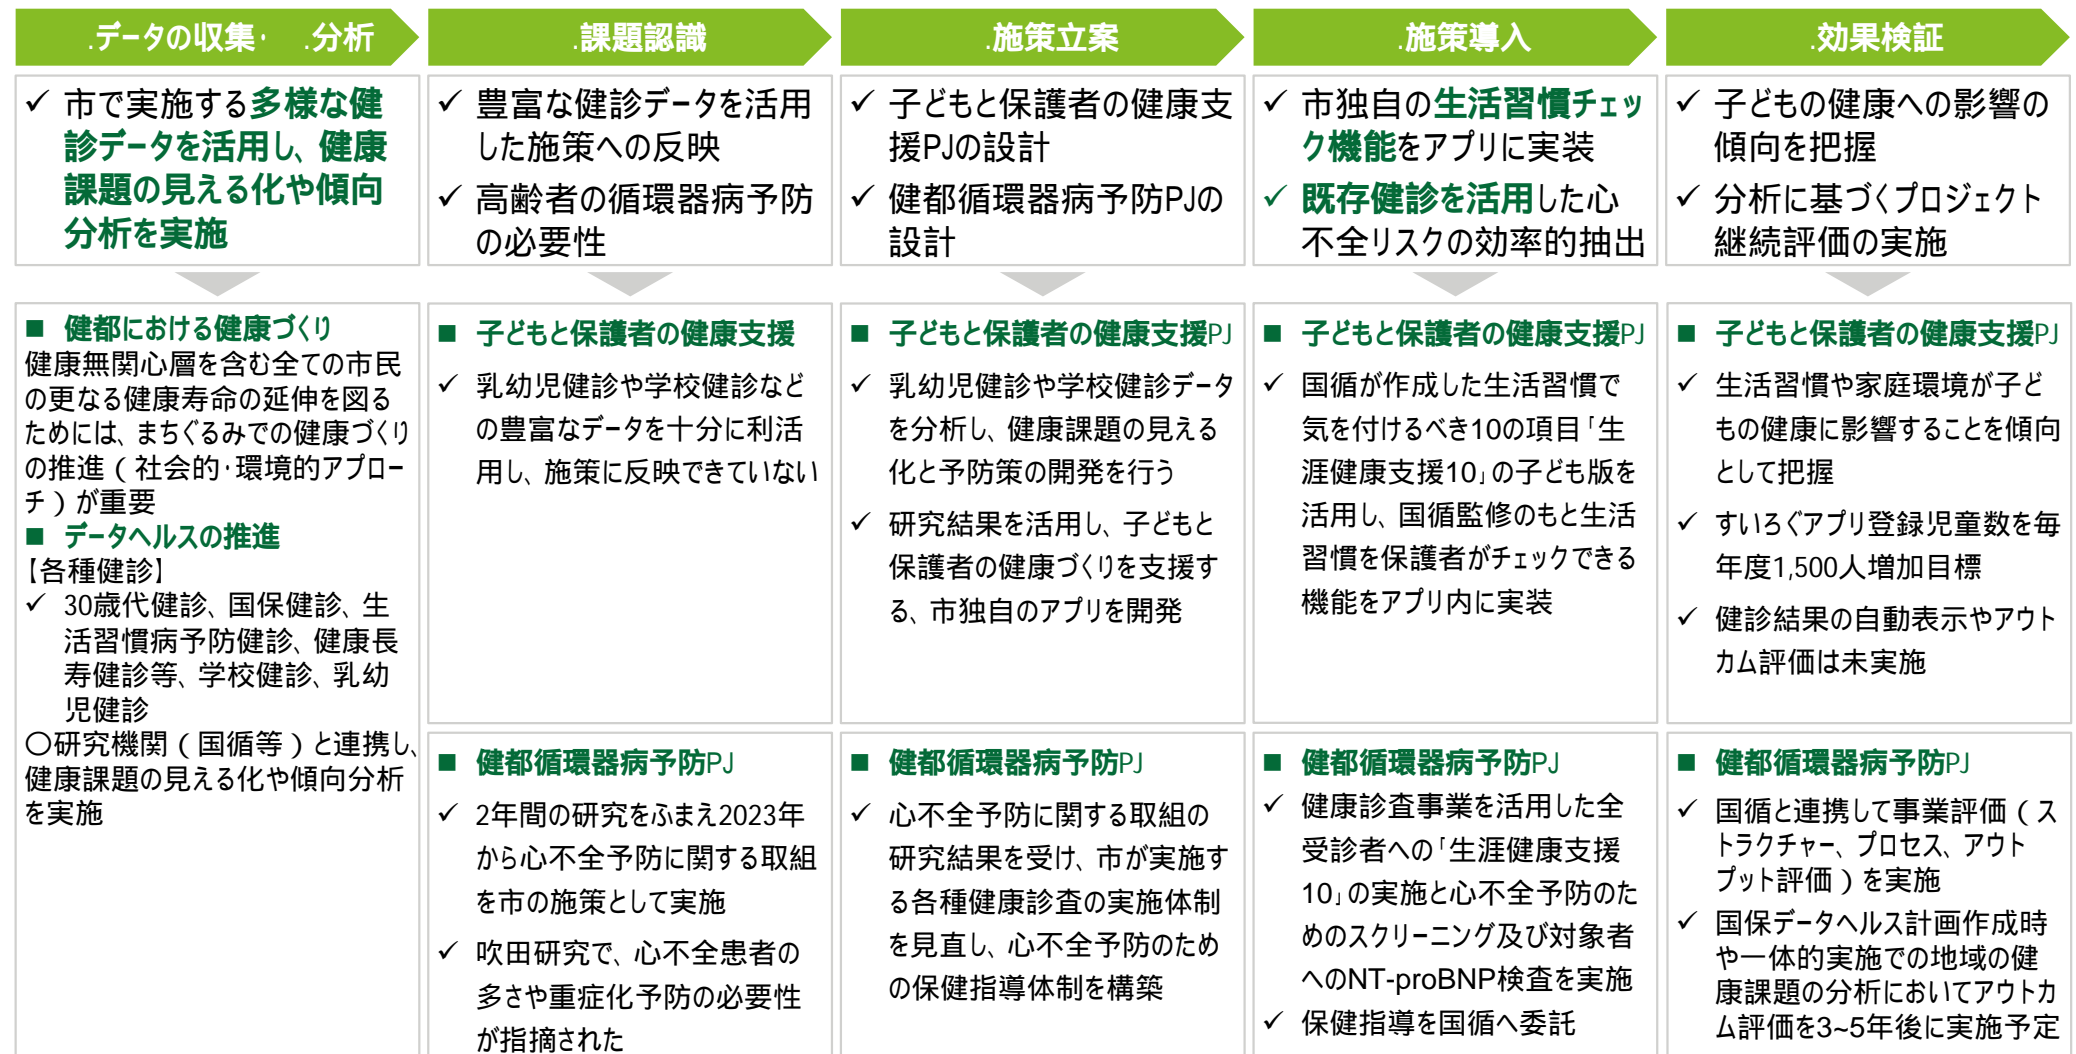 .データの収集・ .分析
.課題認識
.施策立案
.施策導入
.効果検証
✓ 市で実施する多様な健
診データを活用し、健康
課題の見える化や傾向
分析を実施
✓ 豊富な健診データを活用
した施策への反映
✓ 高齢者の循環器病予防
の必要性
✓ 子どもと保護者の健康支
援PJの設計
✓ 健都循環器病予防PJの
設計
✓ 市独自の生活習慣チェッ
ク機能をアプリに実装
✓ 既存健診を活用した心
不全リスクの効率的抽出
✓ 子どもの健康への影響の
傾向を把握
✓ 分析に基づくプロジェクト
継続評価の実施
■ 健都における健康づくり
健康無関心層を含む全ての市民
の更なる健康寿命の延伸を図る
ためには、まちぐるみでの健康づくり
の推進（社会的・環境的アプロー
チ）が重要
■ データヘルスの推進
【各種健診】
✓ 30歳代健診、国保健診、生
活習慣病予防健診、健康長
寿健診等、学校健診、乳幼
児健診
〇研究機関（国循等）と連携し、
健康課題の見える化や傾向分析
を実施
■ 子どもと保護者の健康支援
✓ 乳幼児健診や学校健診など
の豊富なデータを十分に利活
用し、施策に反映できていない
■ 子どもと保護者の健康支援PJ
✓ 乳幼児健診や学校健診データ
を分析し、健康課題の見える
化と予防策の開発を行う
✓ 研究結果を活用し、子どもと
保護者の健康づくりを支援す
る、市独自のアプリを開発
■ 子どもと保護者の健康支援PJ
✓ 国循が作成した生活習慣で
気を付けるべき10の項目「生
涯健康支援10」の子ども版を
活用し、国循監修のもと生活
習慣を保護者がチェックできる
機能をアプリ内に実装
■ 子どもと保護者の健康支援PJ
✓ 生活習慣や家庭環境が子ど
もの健康に影響することを傾向
として把握
✓ すいろぐアプリ登録児童数を毎
年度1,500人増加目標
✓ 健診結果の自動表示やアウト
カム評価は未実施
■ 健都循環器病予防PJ
✓ 2年間の研究をふまえ2023年
から心不全予防に関する取組
を市の施策として実施
✓ 吹田研究で、心不全患者の
多さや重症化予防の必要性
が指摘された
■ 健都循環器病予防PJ
✓ 心不全予防に関する取組の
研究結果を受け、市が実施す
る各種健康診査の実施体制
を見直し、心不全予防のため
の保健指導体制を構築
■ 健都循環器病予防PJ
✓ 健康診査事業を活用した全
受診者への「生涯健康支援
10」の実施と心不全予防のた
めのスクリーニング及び対象者
へのNT-proBNP検査を実施
✓ 保健指導を国循へ委託
■ 健都循環器病予防PJ
✓ 国循と連携して事業評価（ス
トラクチャー、プロセス、アウト
プット評価）を実施
✓ 国保データヘルス計画作成時
や一体的実施での地域の健
康課題の分析においてアウトカ
ム評価を3~5年後に実施予定